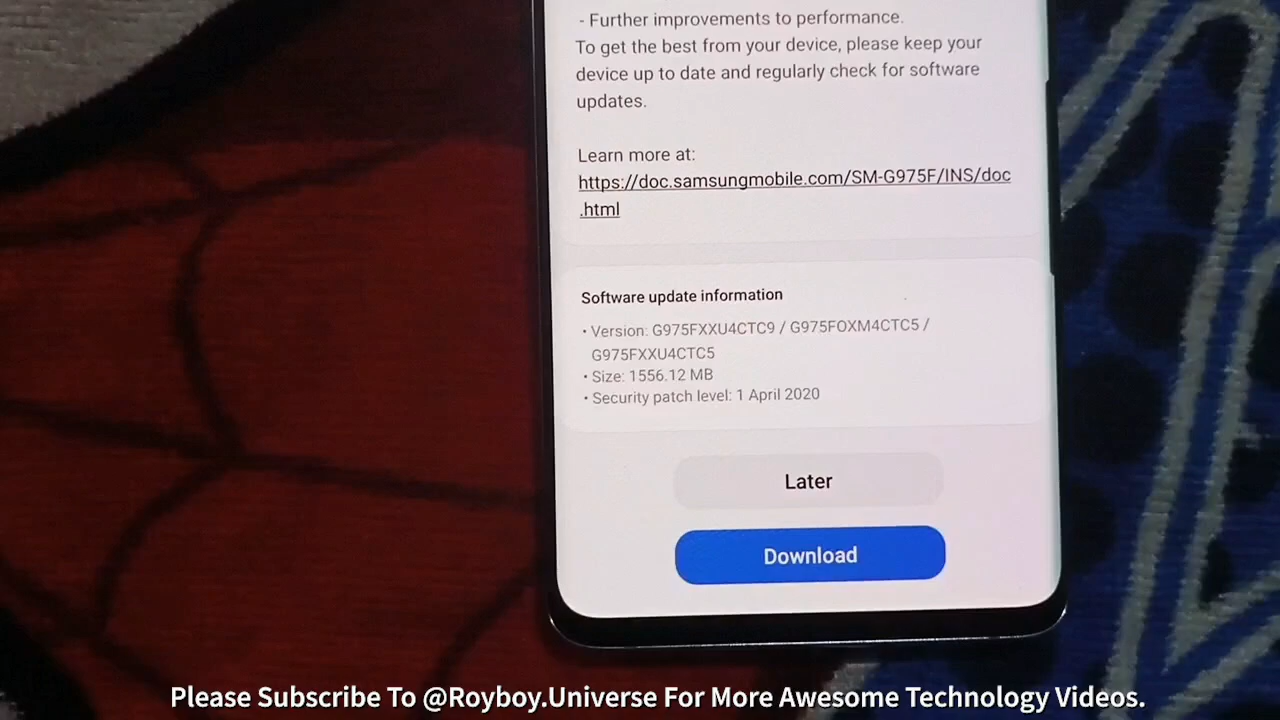 - Further improvements to performance.
To get the best from your device, please keep your
device up to date and regularly check for software
updates.
Learn more at:
https://doc.samsungmobile.com/SM-G975F/INS/doc
.html
Software update information
• Version: G975FXXU4CTC9 / G975FOXM4CTC5 /
G975FXXU4CTC5
• Size: 1556.12 MB
• Security patch level: 1 April 2020
Later
Download
Please Subscribe To @Royboy.Universe For More Awesome Technology Videos.